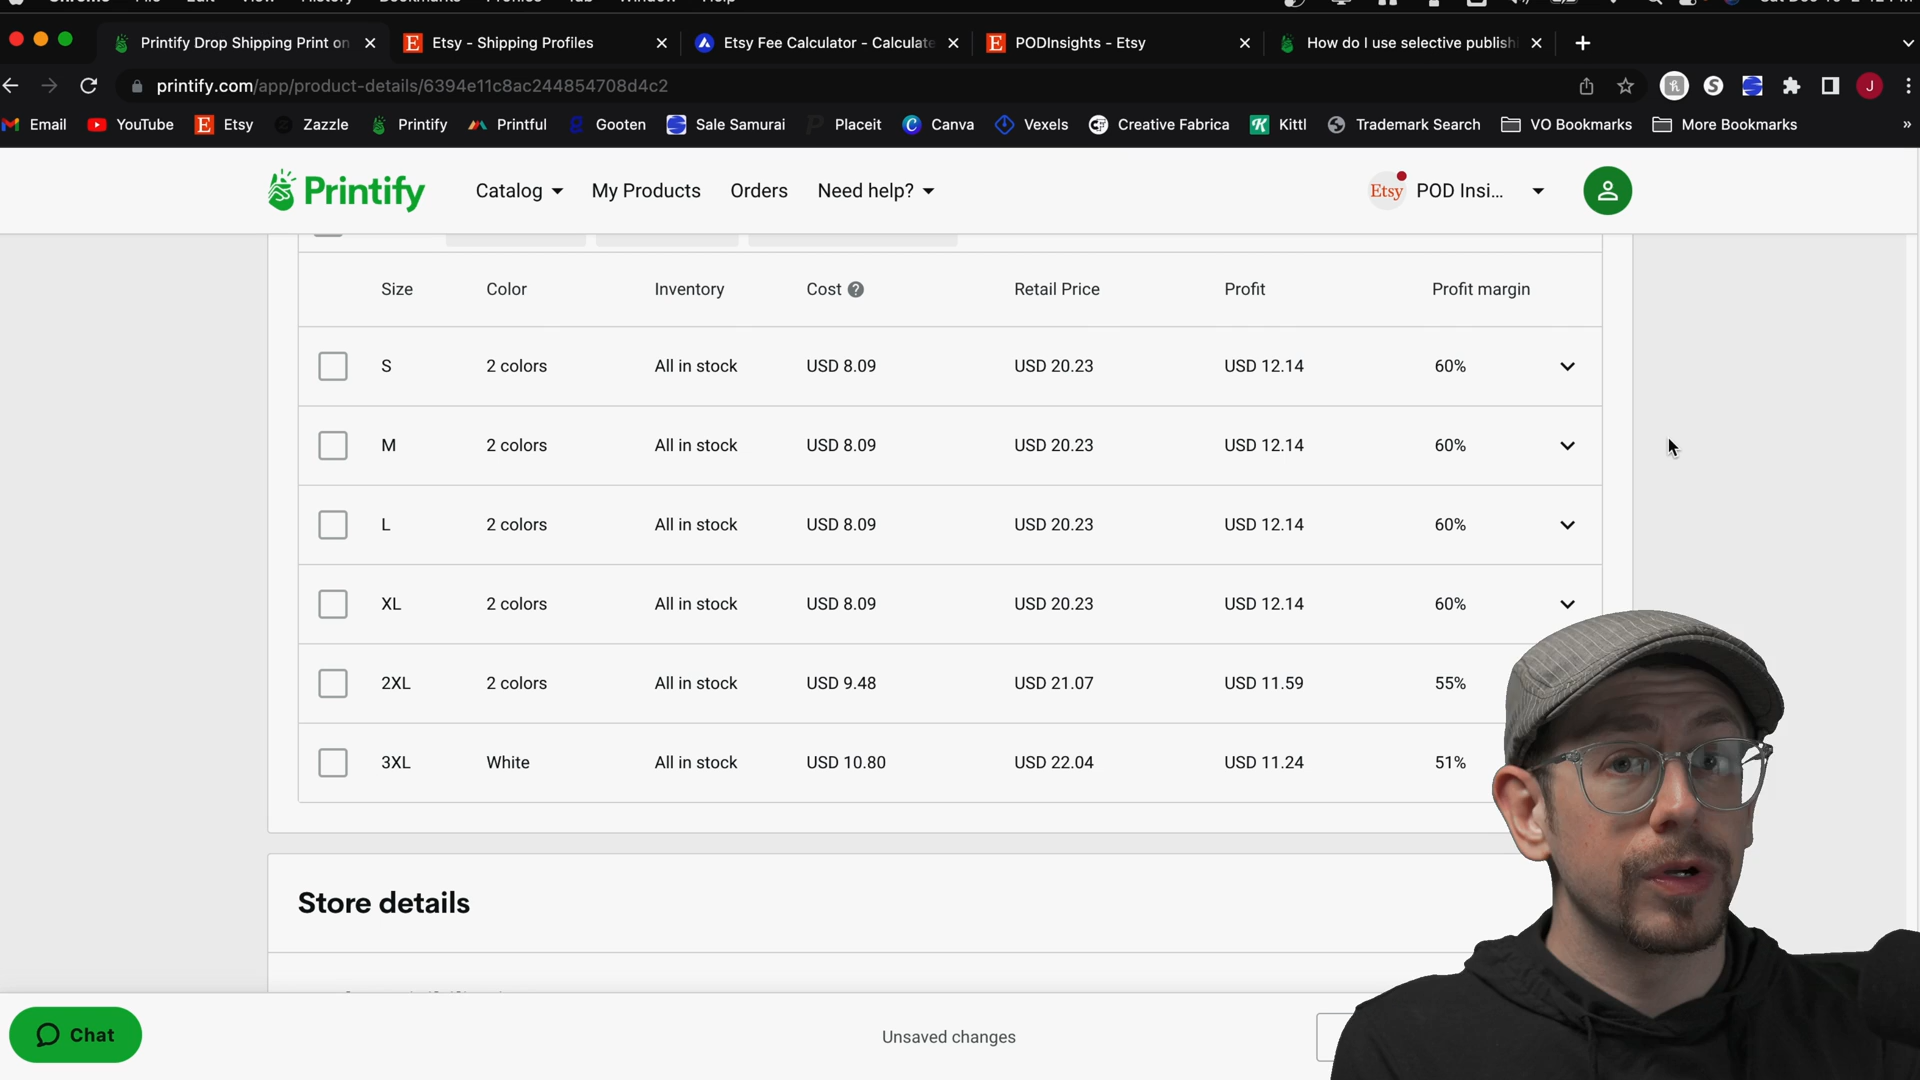 Printify Drop Shipping Print on
Etsy - Shipping Profiles
Etsy Fee Calculator - Calculate
PODInsights - Etsy
How do I use selective publishi
printify.com/app/product-details/6394e11c8ac244854708d4c2
J
Email
YouTube
Etsy
Zazzle
Printify
Printful
Gooten
Sale Samurai
Placeit
Canva
Vexels
Creative Fabrica
Kittl
Trademark Search
VO Bookmarks
More Bookmarks
Printify
Catalog
My Products
Orders
Need help?
Etsy
POD Insi...
Size Color Inventory Cost ? Retail Price Profit Profit margin
S 2 colors All in stock USD 8.09 USD 20.23 USD 12.14 60%
M 2 colors All in stock USD 8.09 USD 20.23 USD 12.14 60%
L 2 colors All in stock USD 8.09 USD 20.23 USD 12.14 60%
XL 2 colors All in stock USD 8.09 USD 20.23 USD 12.14 60%
2XL 2 colors All in stock USD 9.48 USD 21.07 USD 11.59 55%
3XL White All in stock USD 10.80 USD 22.04 USD 11.24 51%
Store details
Chat
Unsaved changes